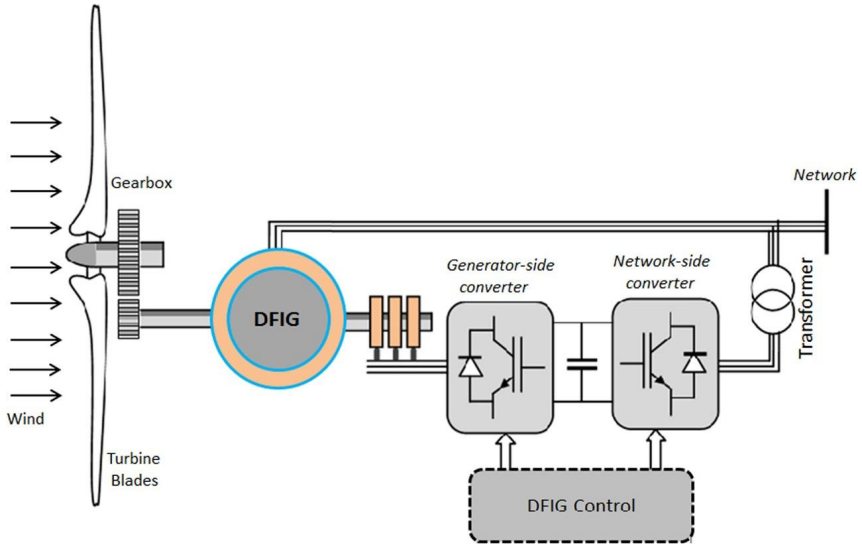 Gearbox
Network
Generator-side
converter
Network-side
converter
Transformer
DFIG
Wind
Turbine
Blades
DFIG Control